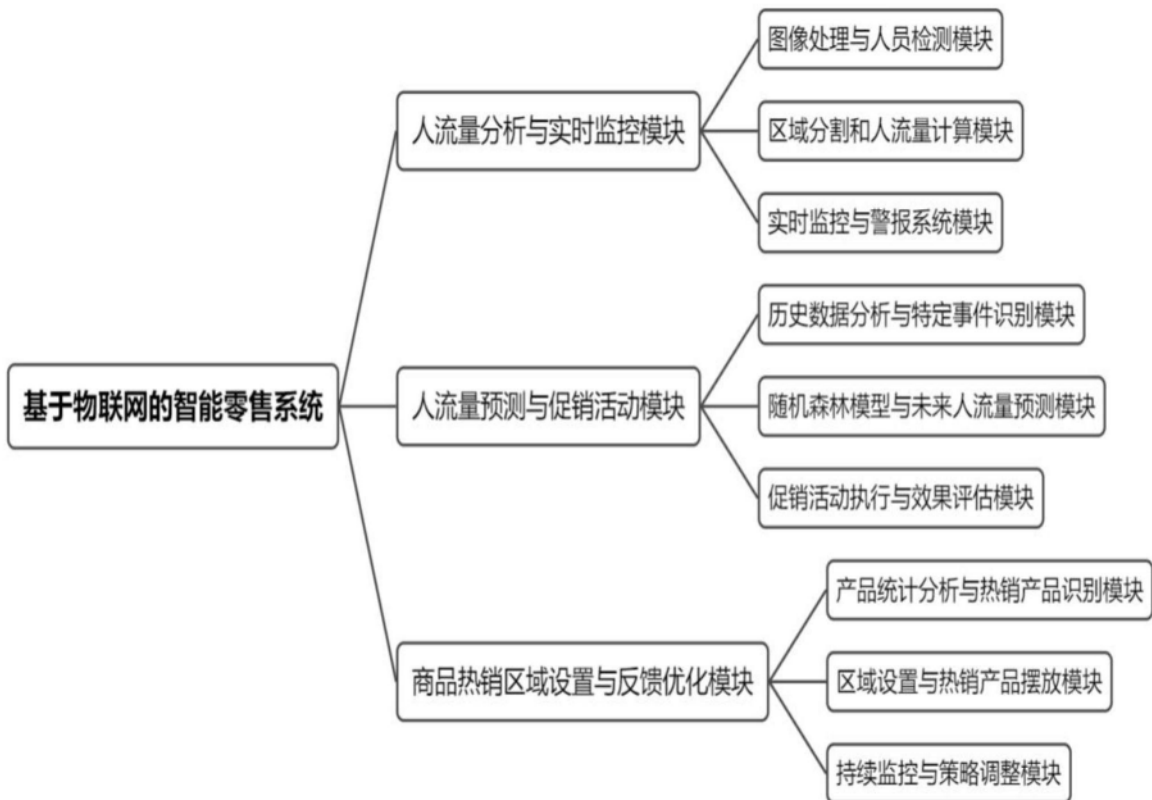 基于物联网的智能零售系统
人流量分析与实时监控模块
图像处理与人员检测模块
区域分割和人流量计算模块
实时监控与警报系统模块
人流量预测与促销活动模块
历史数据分析与特定事件识别模块
随机森林模型与未来人流量预测模块
促销活动执行与效果评估模块
商品热销区域设置与反馈优化模块
产品统计分析与热销产品识别模块
区域设置与热销产品摆放模块
持续监控与策略调整模块